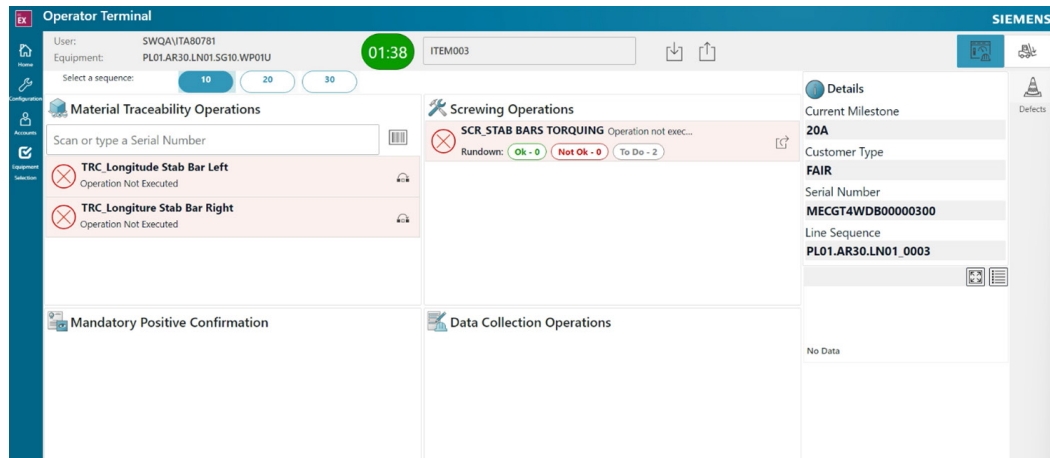 EX
Operator Terminal
SIEMENS
Home
Configuration
Accounts
Equipment
Selection
User: SWQA\ITA80781
Equipment: PL01.AR30.LN01.SG10.WP01U
01:38
ITEM003
Select a sequence: 10 20 30
Material Traceability Operations
Scan or type a Serial Number
TRC_Longitude Stab Bar Left
Operation Not Executed
TRC_Longiture Stab Bar Right
Operation Not Executed
Screwing Operations
SCR_STAB BARS TORQUING Operation not exec...
Rundown: Ok - 0 Not Ok - 0 To Do - 2
Mandatory Positive Confirmation
Data Collection Operations
Details
Current Milestone
20A
Customer Type
FAIR
Serial Number
MECGT4WDB00000300
Line Sequence
PL01.AR30.LN01_0003
No Data
Defects